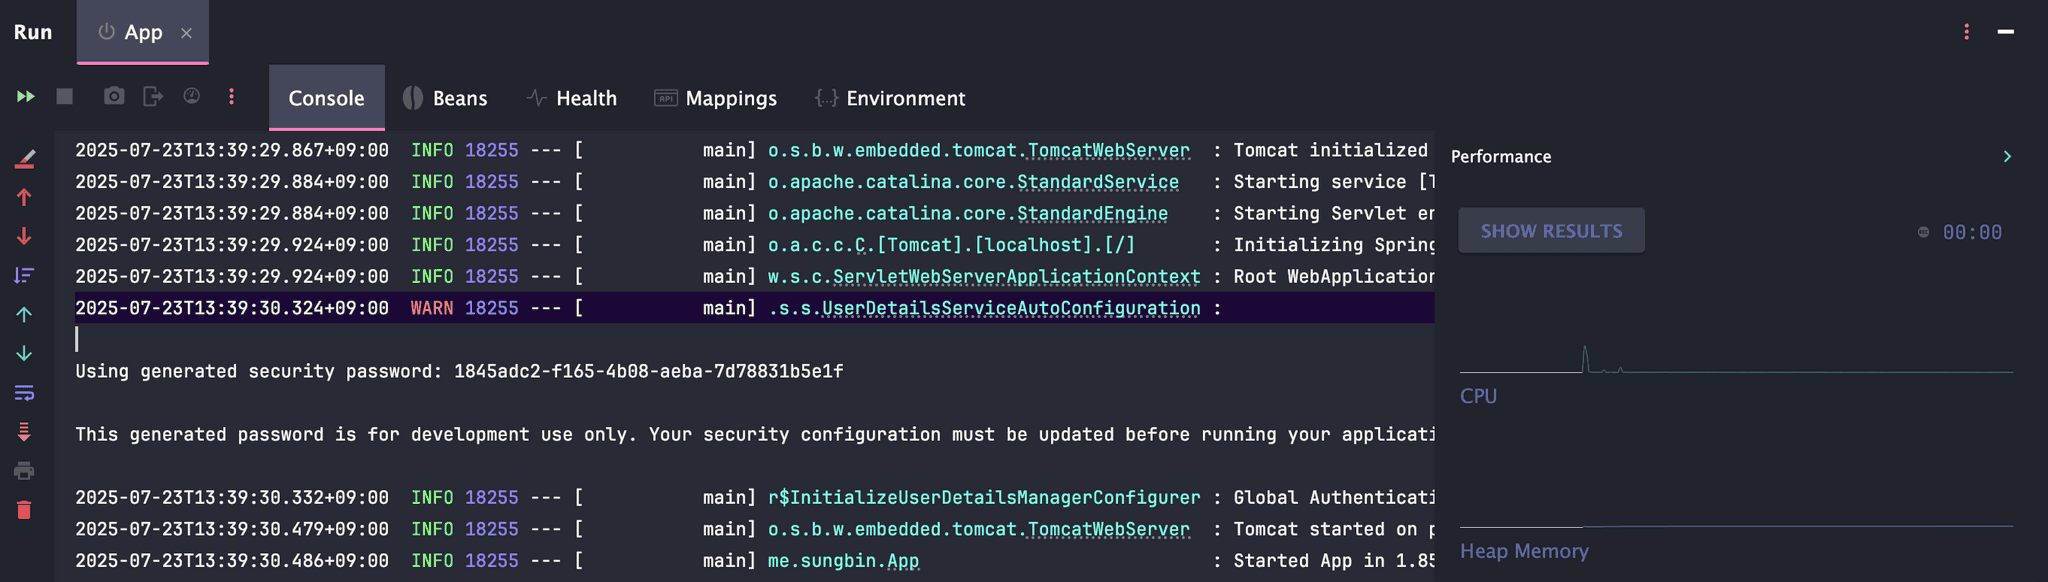 Run App
Console Beans Health Mappings Environment
2025-07-23T13:39:29.867+09:00 INFO 18255 --- [ main] o.s.b.w.embedded.tomcat.TomcatWebServer : Tomcat initialized
2025-07-23T13:39:29.884+09:00 INFO 18255 --- [ main] o.apache.catalina.core.StandardService : Starting service [T
2025-07-23T13:39:29.884+09:00 INFO 18255 --- [ main] o.apache.catalina.core.StandardEngine : Starting Servlet en
2025-07-23T13:39:29.924+09:00 INFO 18255 --- [ main] o.a.c.c.C.[Tomcat].[localhost].[/] : Initializing Spring
2025-07-23T13:39:29.924+09:00 INFO 18255 --- [ main] w.s.c.ServletWebServerApplicationContext : Root WebApplication
2025-07-23T13:39:30.324+09:00 WARN 18255 --- [ main] .s.s.UserDetailsServiceAutoConfiguration :
Using generated security password: 1845adc2-f165-4b08-aeba-7d78831b5e1f
This generated password is for development use only. Your security configuration must be updated before running your applicati
2025-07-23T13:39:30.332+09:00 INFO 18255 --- [ main] r$InitializeUserDetailsManagerConfigurer : Global Authenticati
2025-07-23T13:39:30.479+09:00 INFO 18255 --- [ main] o.s.b.w.embedded.tomcat.TomcatWebServer : Tomcat started on p
2025-07-23T13:39:30.486+09:00 INFO 18255 --- [ main] me.sungbin.App : Started App in 1.85
Performance
SHOW RESULTS 00:00
CPU
Heap Memory